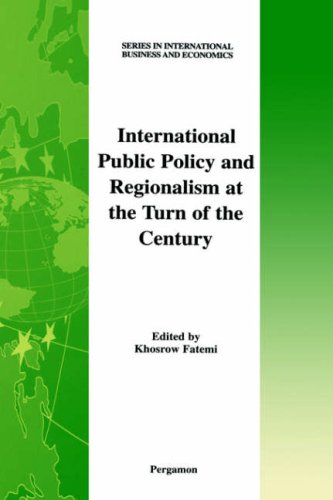 SERIES IN INTERNATIONAL
BUSINESS AND ECONOMICS
International
Public Policy and
Regionalism at
the Turn of the
Century
Edited by
Khosrow Fatemi
Pergamon